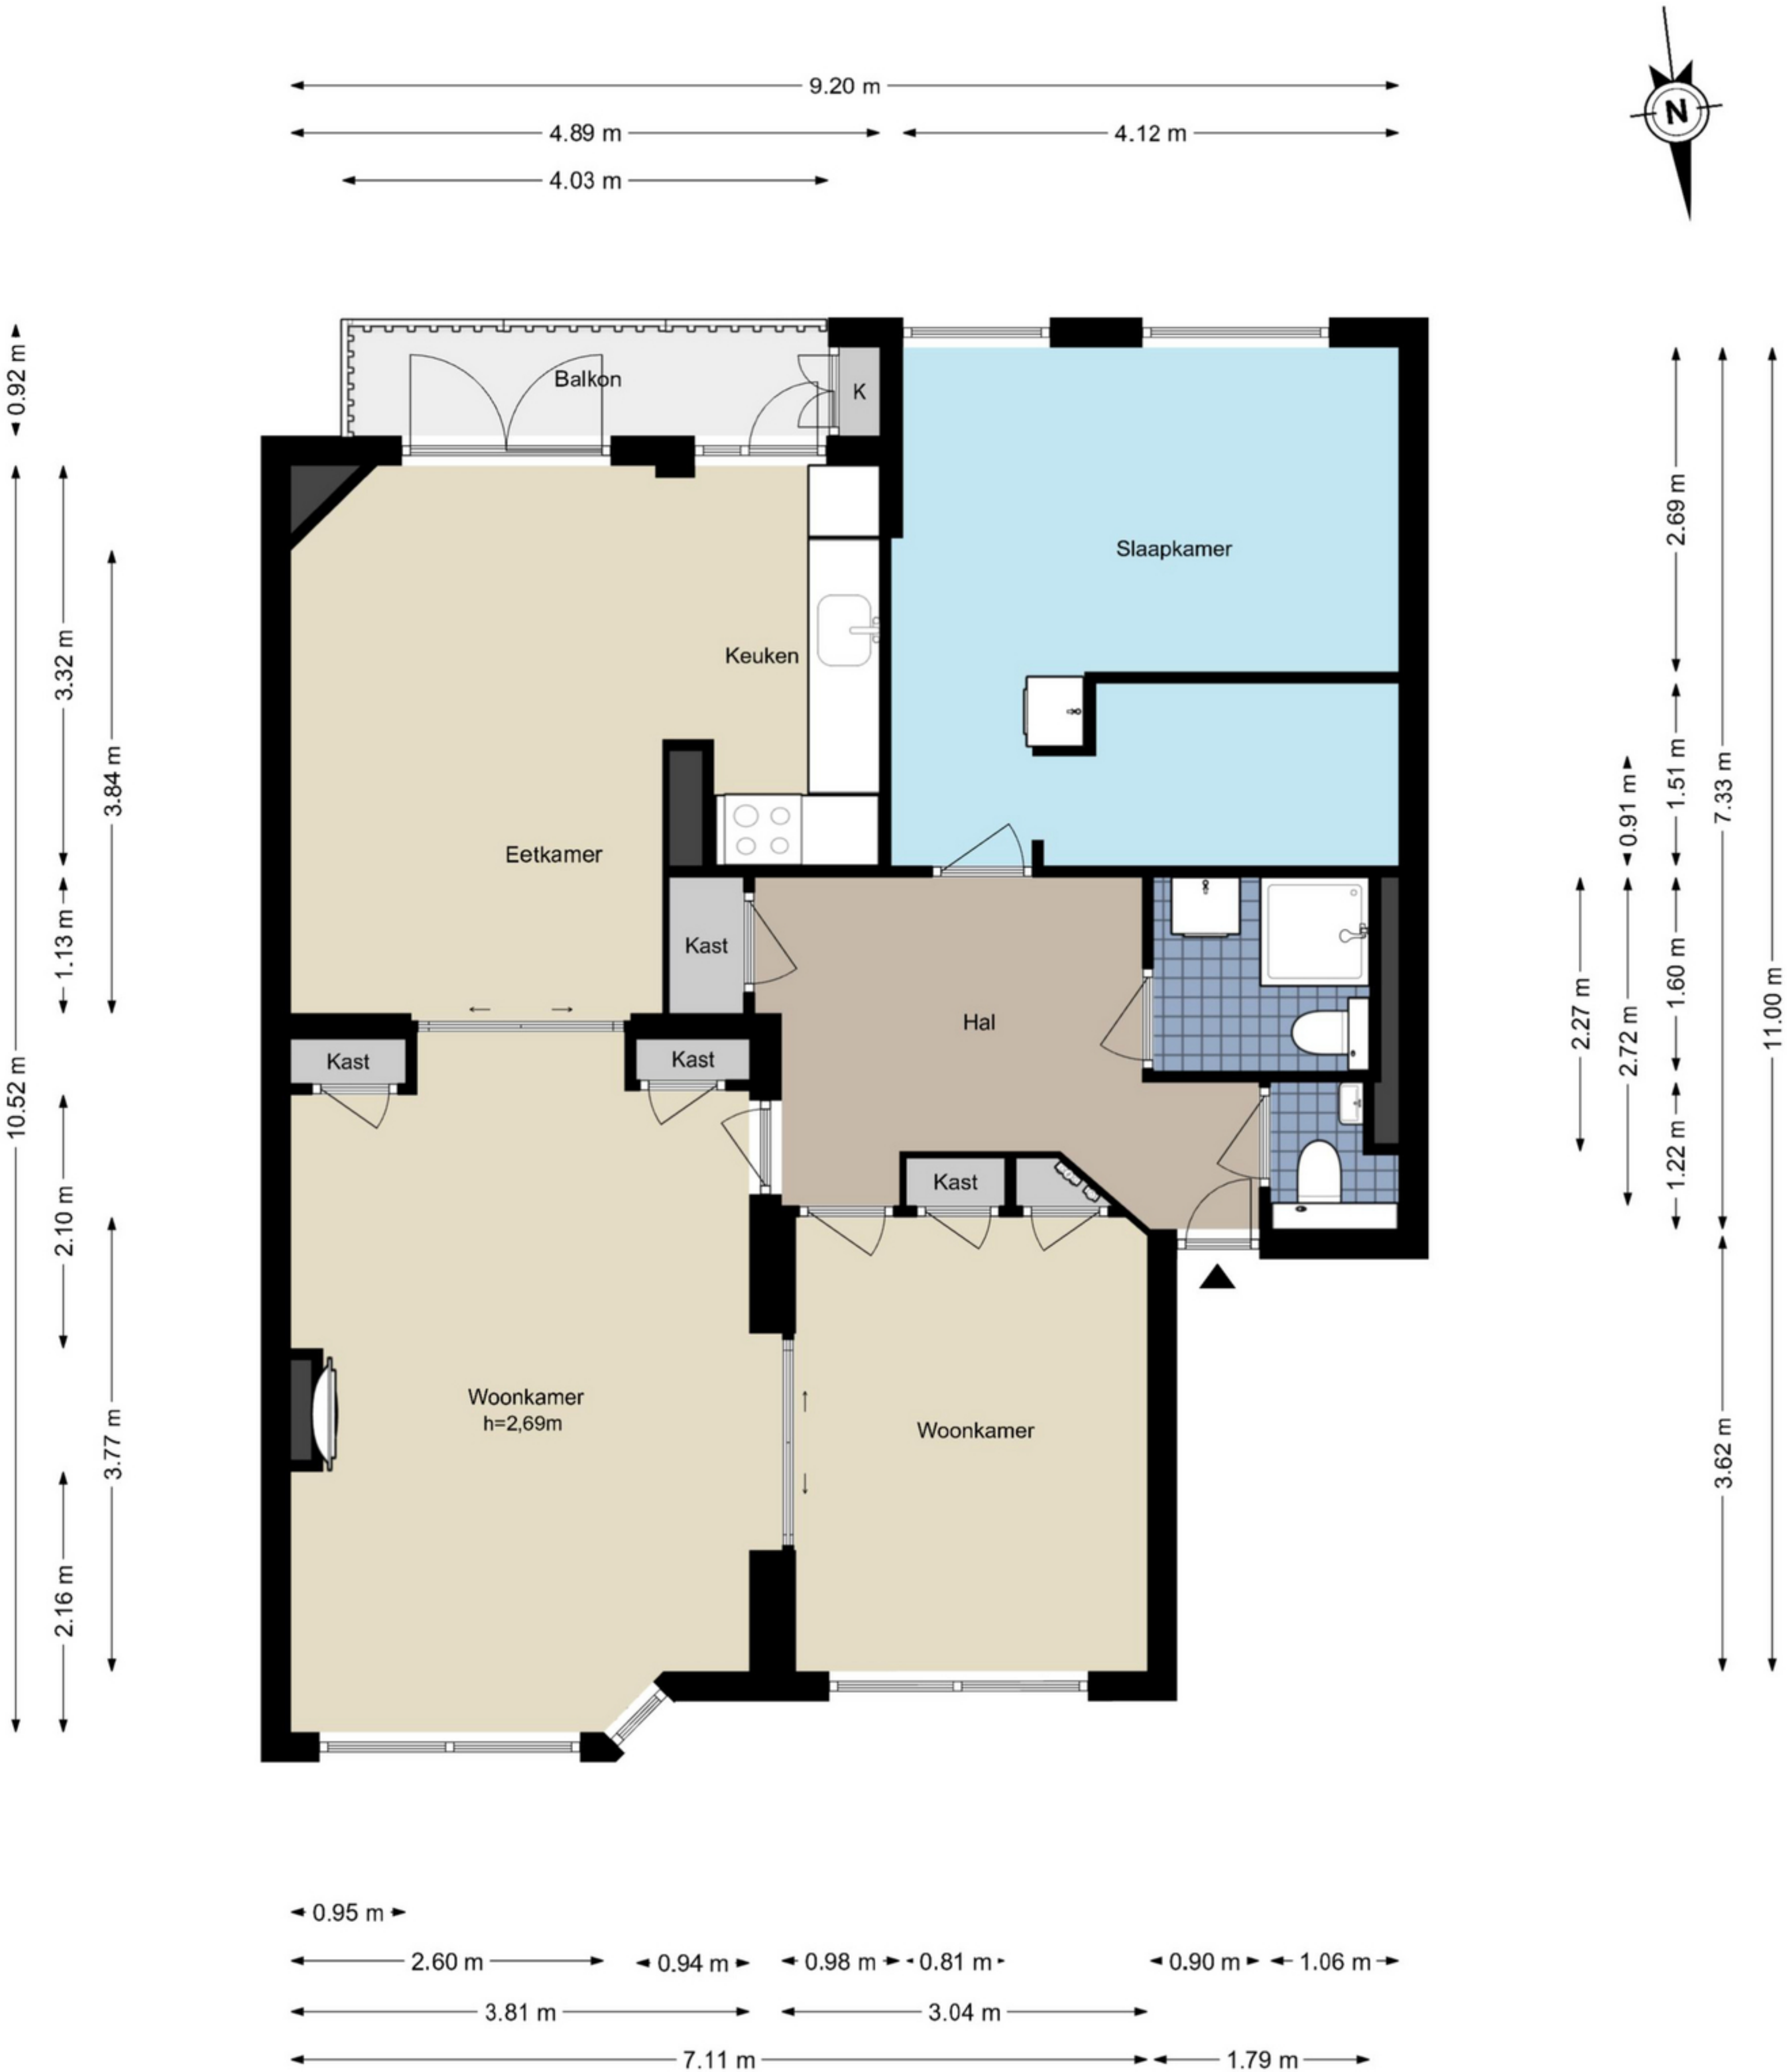 N
9.20 m
4.89 m
4.12 m
4.03 m
0.92 m
10.52 m
3.32 m
1.13 m
2.10 m
2.16 m
3.84 m
3.77 m
Balkon
K
Slaapkamer
Keuken
Eetkamer
Kast
Hal
Kast
Kast
Kast
Woonkamer
h=2,69m
Woonkamer
2.27 m
0.91 m
2.72 m
2.69 m
1.51 m
1.60 m
1.22 m
7.33 m
3.62 m
11.00 m
0.95 m
2.60 m
0.94 m
0.98 m
0.81 m
0.90 m
1.06 m
3.81 m
3.04 m
7.11 m
1.79 m